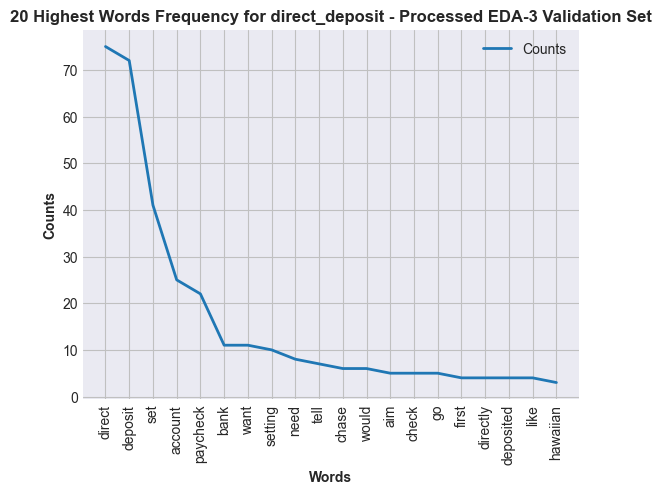 20 Highest Words Frequency for direct_deposit - Processed EDA-3 Validation Set
Counts
70
60
50
40
30
20
10
0
Counts
direct
deposit
set
account
paycheck
bank
want
setting
need
tell
chase
would
aim
check
go
first
directly
deposited
like
hawaiian
Words